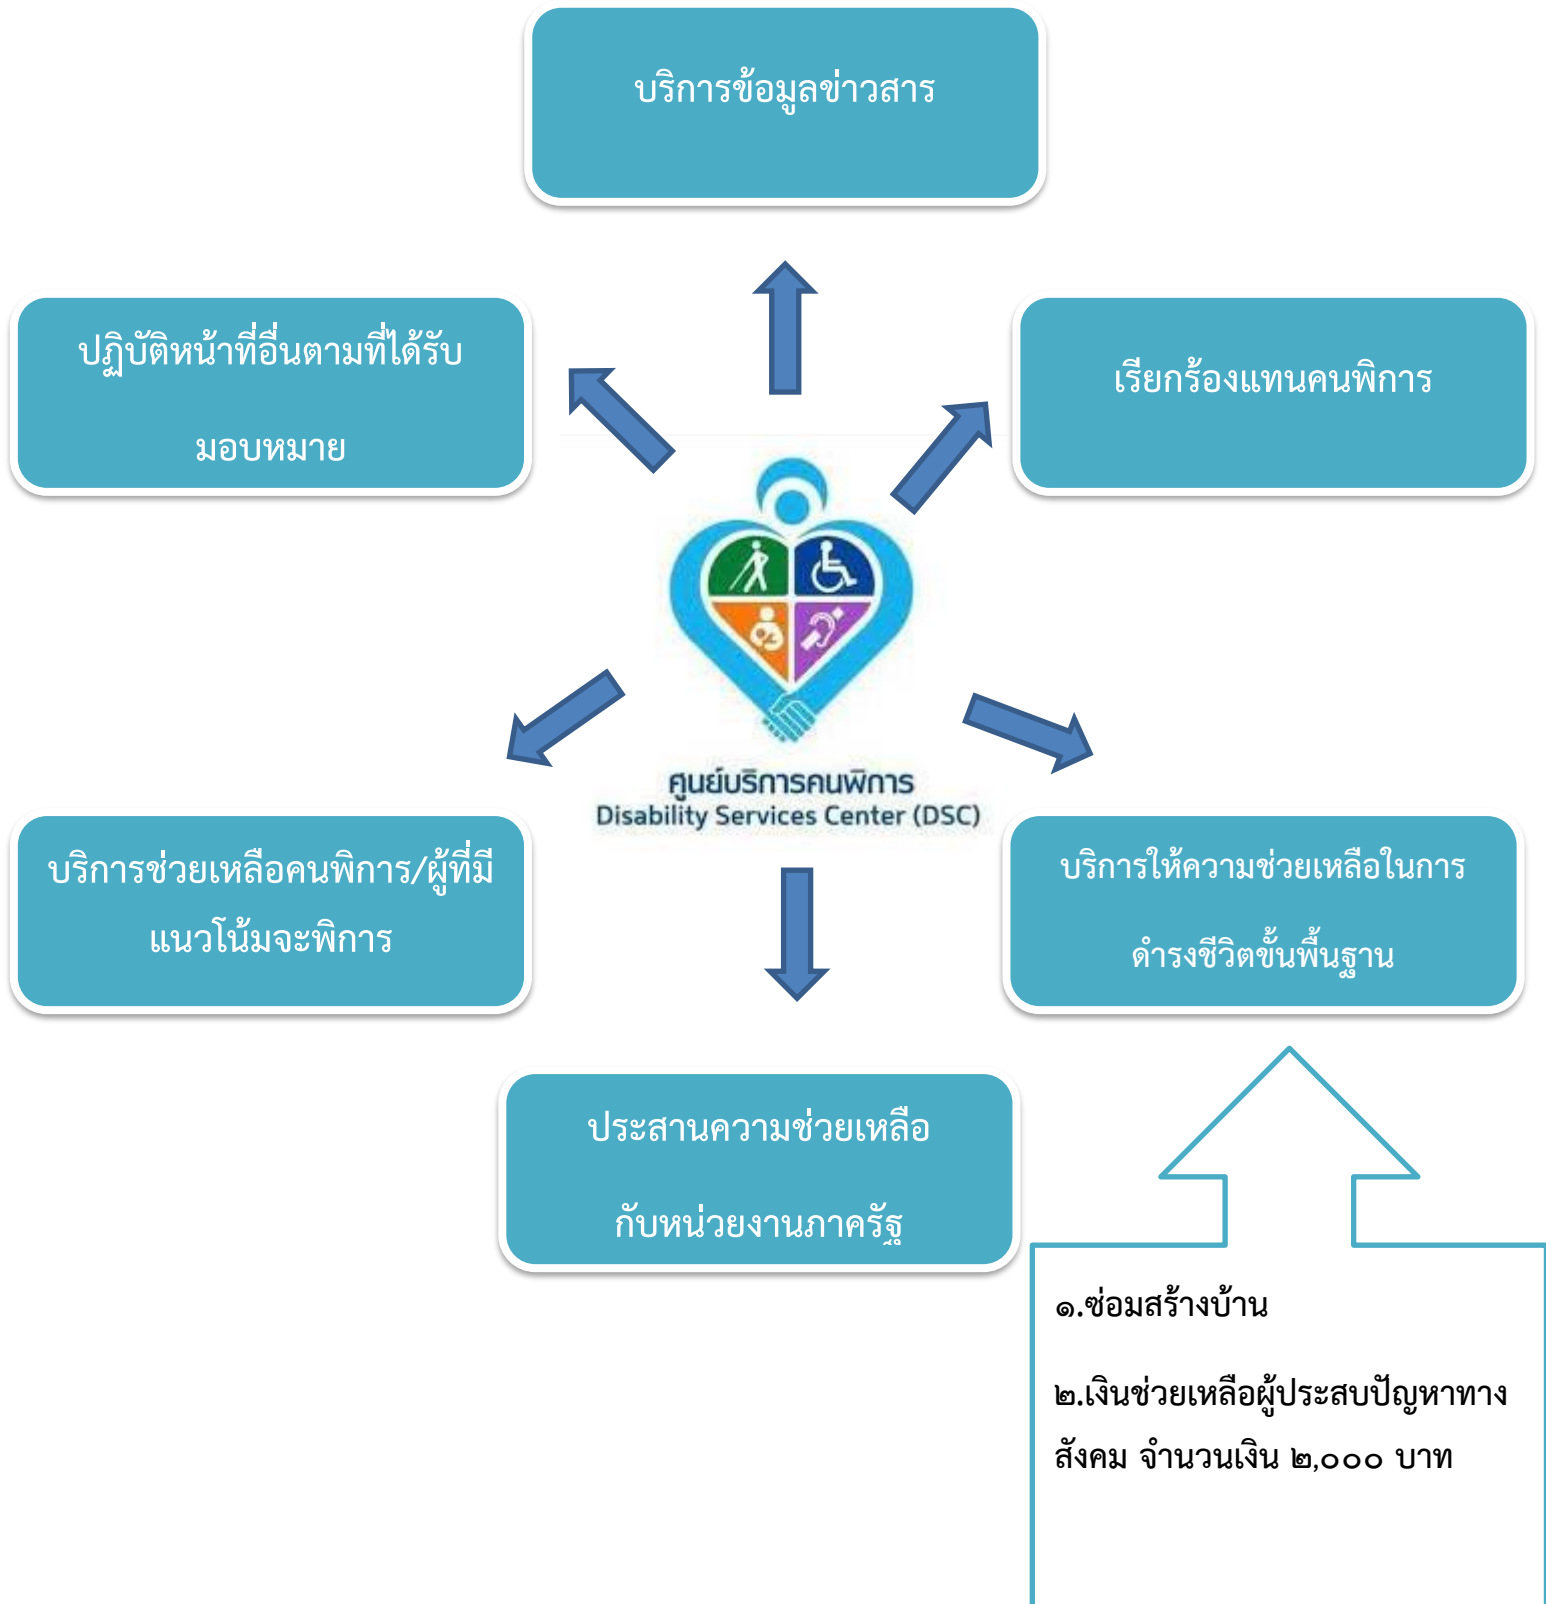 บริการข้อมูลข่าวสาร
ปฏิบัติหน้าที่อื่นตามที่ได้รับ
มอบหมาย
เรียกร้องแทนคนพิการ
ศูนย์บริการคนพิการ
Disability Services Center (DSC)
บริการช่วยเหลือคนพิการ/ผู้ที่มี
แนวโน้มจะพิการ
บริการให้ความช่วยเหลือในการ
ดำรงชีวิตขั้นพื้นฐาน
ประสานความช่วยเหลือ
กับหน่วยงานภาครัฐ
๑.ซ่อมสร้างบ้าน
๒.เงินช่วยเหลือผู้ประสบปัญหาทาง
สังคม จำนวนเงิน ๒,๐๐๐ บาท